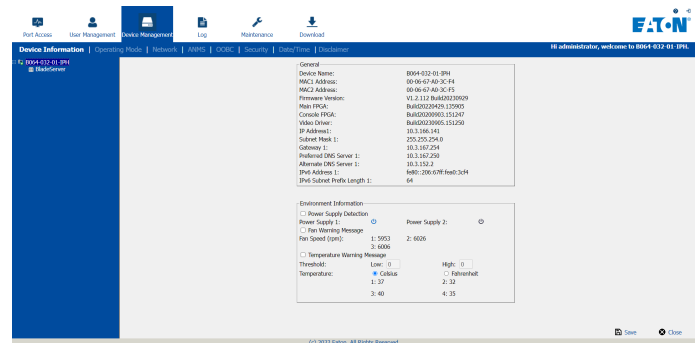 EATON
Port Access User Management Device Management Log Maintenance Download
Device Information | Operating Mode | Network | ANMS | OOBC | Security | Date/Time | Disclaimer
Hi administrator, welcome to B064-032-01-IPH.
B064-032-01-IPH
BladeServer
General
Device Name: B064-032-01-IPH
MAC1 Address: 00-06-67-A0-3C-F4
MAC2 Address: 00-06-67-A0-3C-F5
Firmware Version: V1.2.112 Build20230929
Main FPGA: Build20220429.135905
Console FPGA: Build20200903.151247
Video Driver: Build20230905.151250
IP Address1: 10.3.166.141
Subnet Mask 1: 255.255.254.0
Gateway 1: 10.3.167.254
Preferred DNS Server 1: 10.3.167.250
Alternate DNS Server 1: 10.3.152.2
IPv6 Address 1: fe80::206:67ff:fea0:3cf4
IPv6 Subnet Prefix Length 1: 64
Environment Information
Power Supply Detection
Power Supply 1: Power Supply 2:
Fan Warning Message
Fan Speed (rpm): 1: 5953 2: 6026
3: 6006
Temperature Warning Message
Threshold: Low: 0 High: 0
Temperature: Celsius Fahrenheit
1: 37 2: 32
3: 40 4: 35
Save Close
(c) 2023 Eaton. All Rights Reserved.